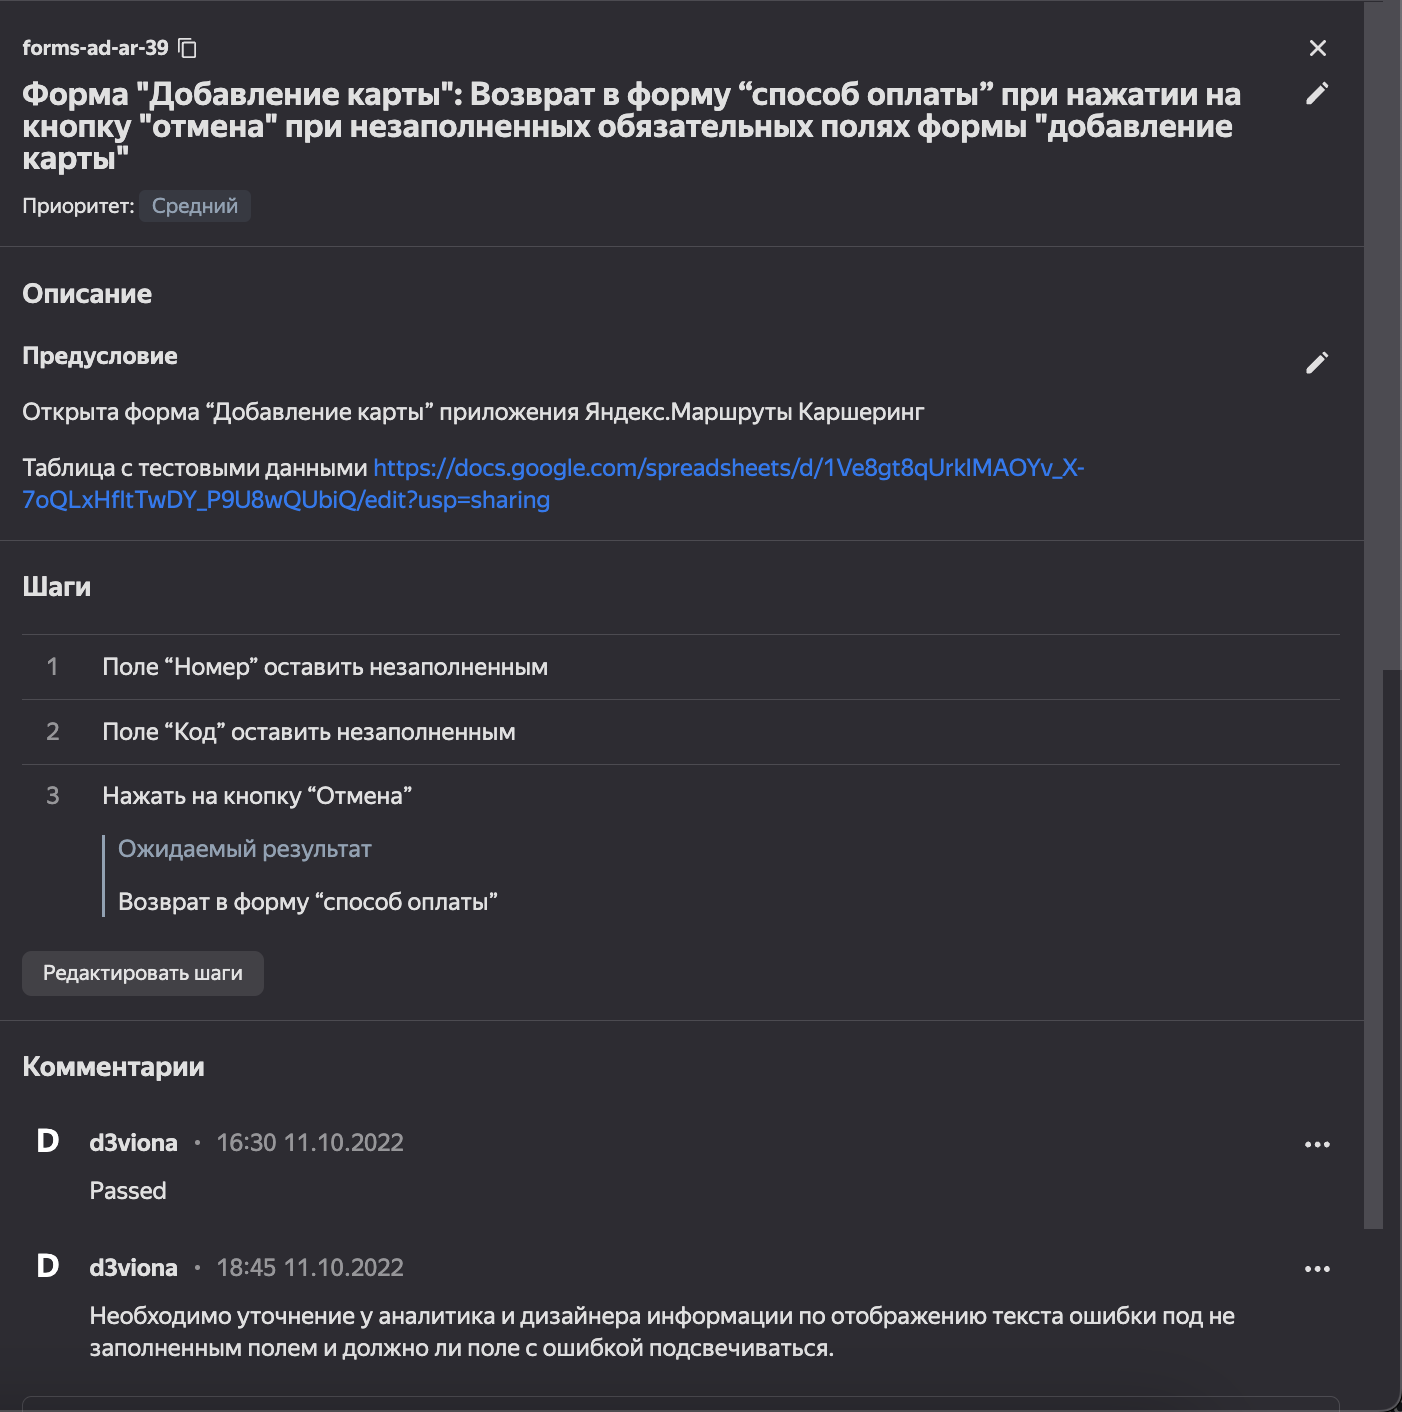 forms-ad-ar-39
Форма "Добавление карты": Возврат в форму “способ оплаты” при нажатии на
кнопку "отмена" при незаполненных обязательных полях формы "добавление
карты"
Приоритет: Средний
Описание
Предусловие
Открыта форма “Добавление карты” приложения Яндекс.Маршруты Каршеринг
Таблица с тестовыми данными https://docs.google.com/spreadsheets/d/1Ve8gt8qUrkIMAOYv_X-
7oQLxHfltTwDY_P9U8wQUbiQ/edit?usp=sharing
Шаги
1 Поле “Номер” оставить незаполненным
2 Поле “Код” оставить незаполненным
3 Нажать на кнопку “Отмена”
Ожидаемый результат
Возврат в форму “способ оплаты”
Редактировать шаги
Комментарии
D d3viona • 16:30 11.10.2022
Passed
D d3viona • 18:45 11.10.2022
Необходимо уточнение у аналитика и дизайнера информации по отображению текста ошибки под не
заполненным полем и должно ли поле с ошибкой подсвечиваться.